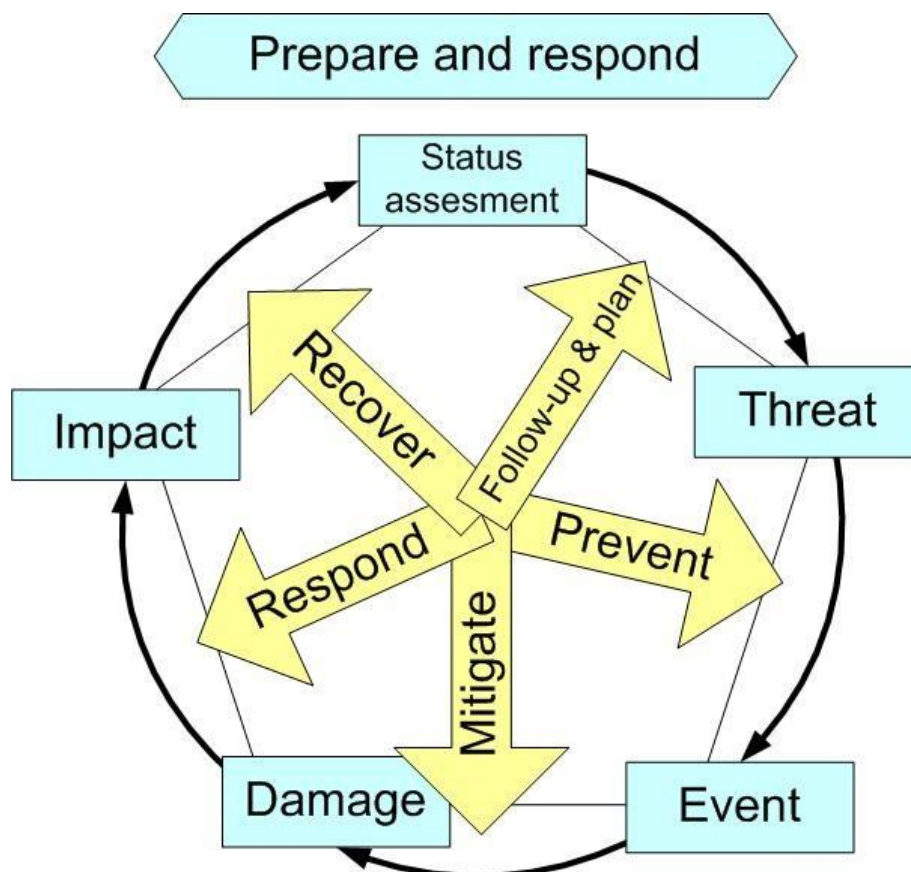 Prepare and respond
Status
assesment
Threat
Event
Damage
Impact
Recover
Follow-up & plan
Prevent
Mitigate
Respond